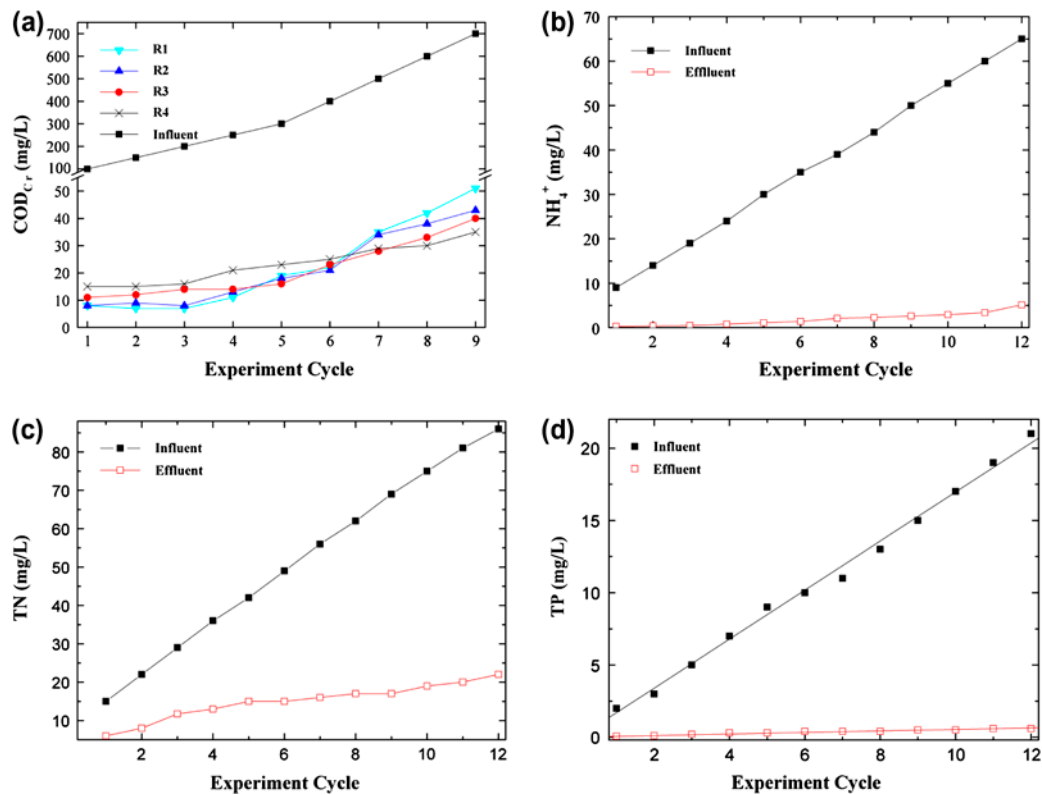 (a)
R1
R2
R3
R4
Influent
COD_Cr (mg/L)
700
600
500
400
300
200
100
50
40
30
20
10
0
1 2 3 4 5 6 7 8 9
Experiment Cycle
(b)
Influent
Effluent
NH4+ (mg/L)
70
60
50
40
30
20
10
0
2 4 6 8 10 12
Experiment Cycle
(c)
Influent
Effluent
TN (mg/L)
80
70
60
50
40
30
20
10
2 4 6 8 10 12
Experiment Cycle
(d)
Influent
Effluent
TP (mg/L)
20
15
10
5
0
2 4 6 8 10 12
Experiment Cycle